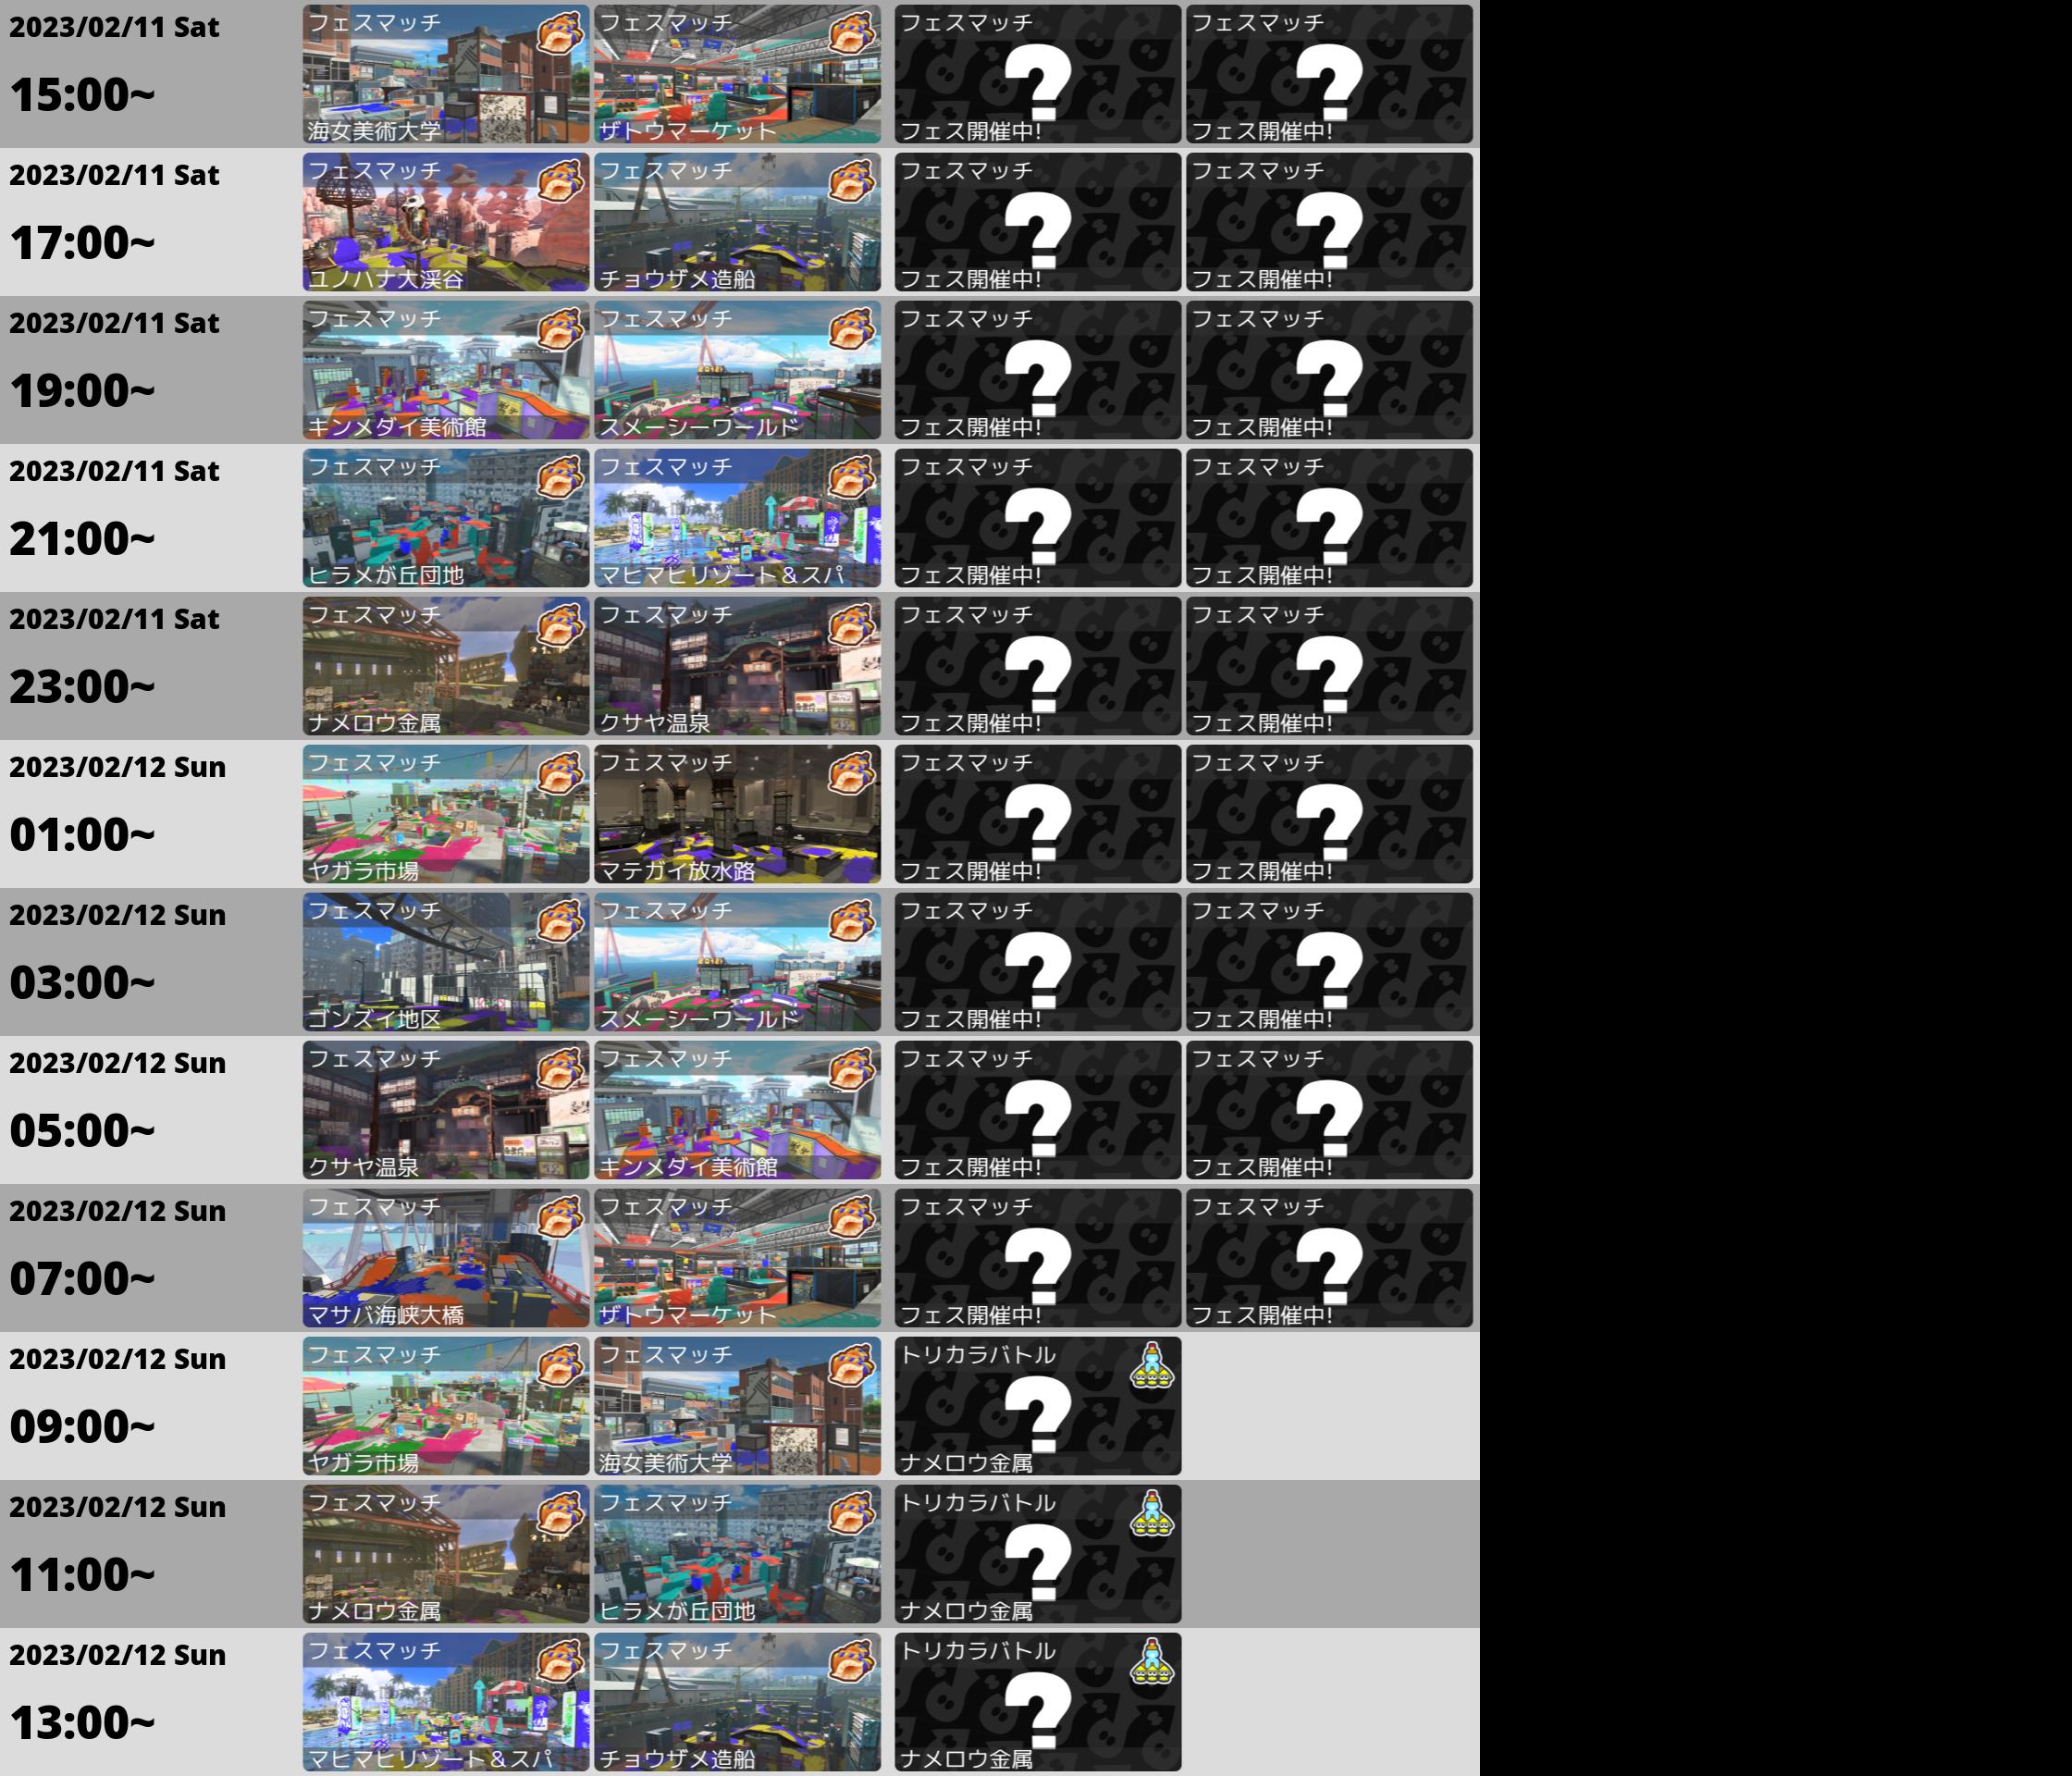 2023/02/11 Sat
15:00~
フェスマッチ
海女美術大学
フェスマッチ
ザトウマーケット
フェスマッチ
?
フェス開催中!
フェスマッチ
?
フェス開催中!
2023/02/11 Sat
17:00~
フェスマッチ
ユノハナ大渓谷
フェスマッチ
チョウザメ造船
フェスマッチ
?
フェス開催中!
フェスマッチ
?
フェス開催中!
2023/02/11 Sat
19:00~
フェスマッチ
キンメダイ美術館
フェスマッチ
スメーシーワールド
フェスマッチ
?
フェス開催中!
フェスマッチ
?
フェス開催中!
2023/02/11 Sat
21:00~
フェスマッチ
ヒラメが丘団地
フェスマッチ
マヒマヒリゾート&スパ
フェスマッチ
?
フェス開催中!
フェスマッチ
?
フェス開催中!
2023/02/11 Sat
23:00~
フェスマッチ
ナメロウ金属
フェスマッチ
クサヤ温泉
フェスマッチ
?
フェス開催中!
フェスマッチ
?
フェス開催中!
2023/02/12 Sun
01:00~
フェスマッチ
ヤガラ市場
フェスマッチ
マテガイ放水路
フェスマッチ
?
フェス開催中!
フェスマッチ
?
フェス開催中!
2023/02/12 Sun
03:00~
フェスマッチ
ゴンズイ地区
フェスマッチ
スメーシーワールド
フェスマッチ
?
フェス開催中!
フェスマッチ
?
フェス開催中!
2023/02/12 Sun
05:00~
フェスマッチ
クサヤ温泉
フェスマッチ
キンメダイ美術館
フェスマッチ
?
フェス開催中!
フェスマッチ
?
フェス開催中!
2023/02/12 Sun
07:00~
フェスマッチ
マサバ海峡大橋
フェスマッチ
ザトウマーケット
フェスマッチ
?
フェス開催中!
フェスマッチ
?
フェス開催中!
2023/02/12 Sun
09:00~
フェスマッチ
ヤガラ市場
フェスマッチ
海女美術大学
トリカラバトル
?
ナメロウ金属
2023/02/12 Sun
11:00~
フェスマッチ
ナメロウ金属
フェスマッチ
ヒラメが丘団地
トリカラバトル
?
ナメロウ金属
2023/02/12 Sun
13:00~
フェスマッチ
マヒマヒリゾート&スパ
フェスマッチ
チョウザメ造船
トリカラバトル
?
ナメロウ金属